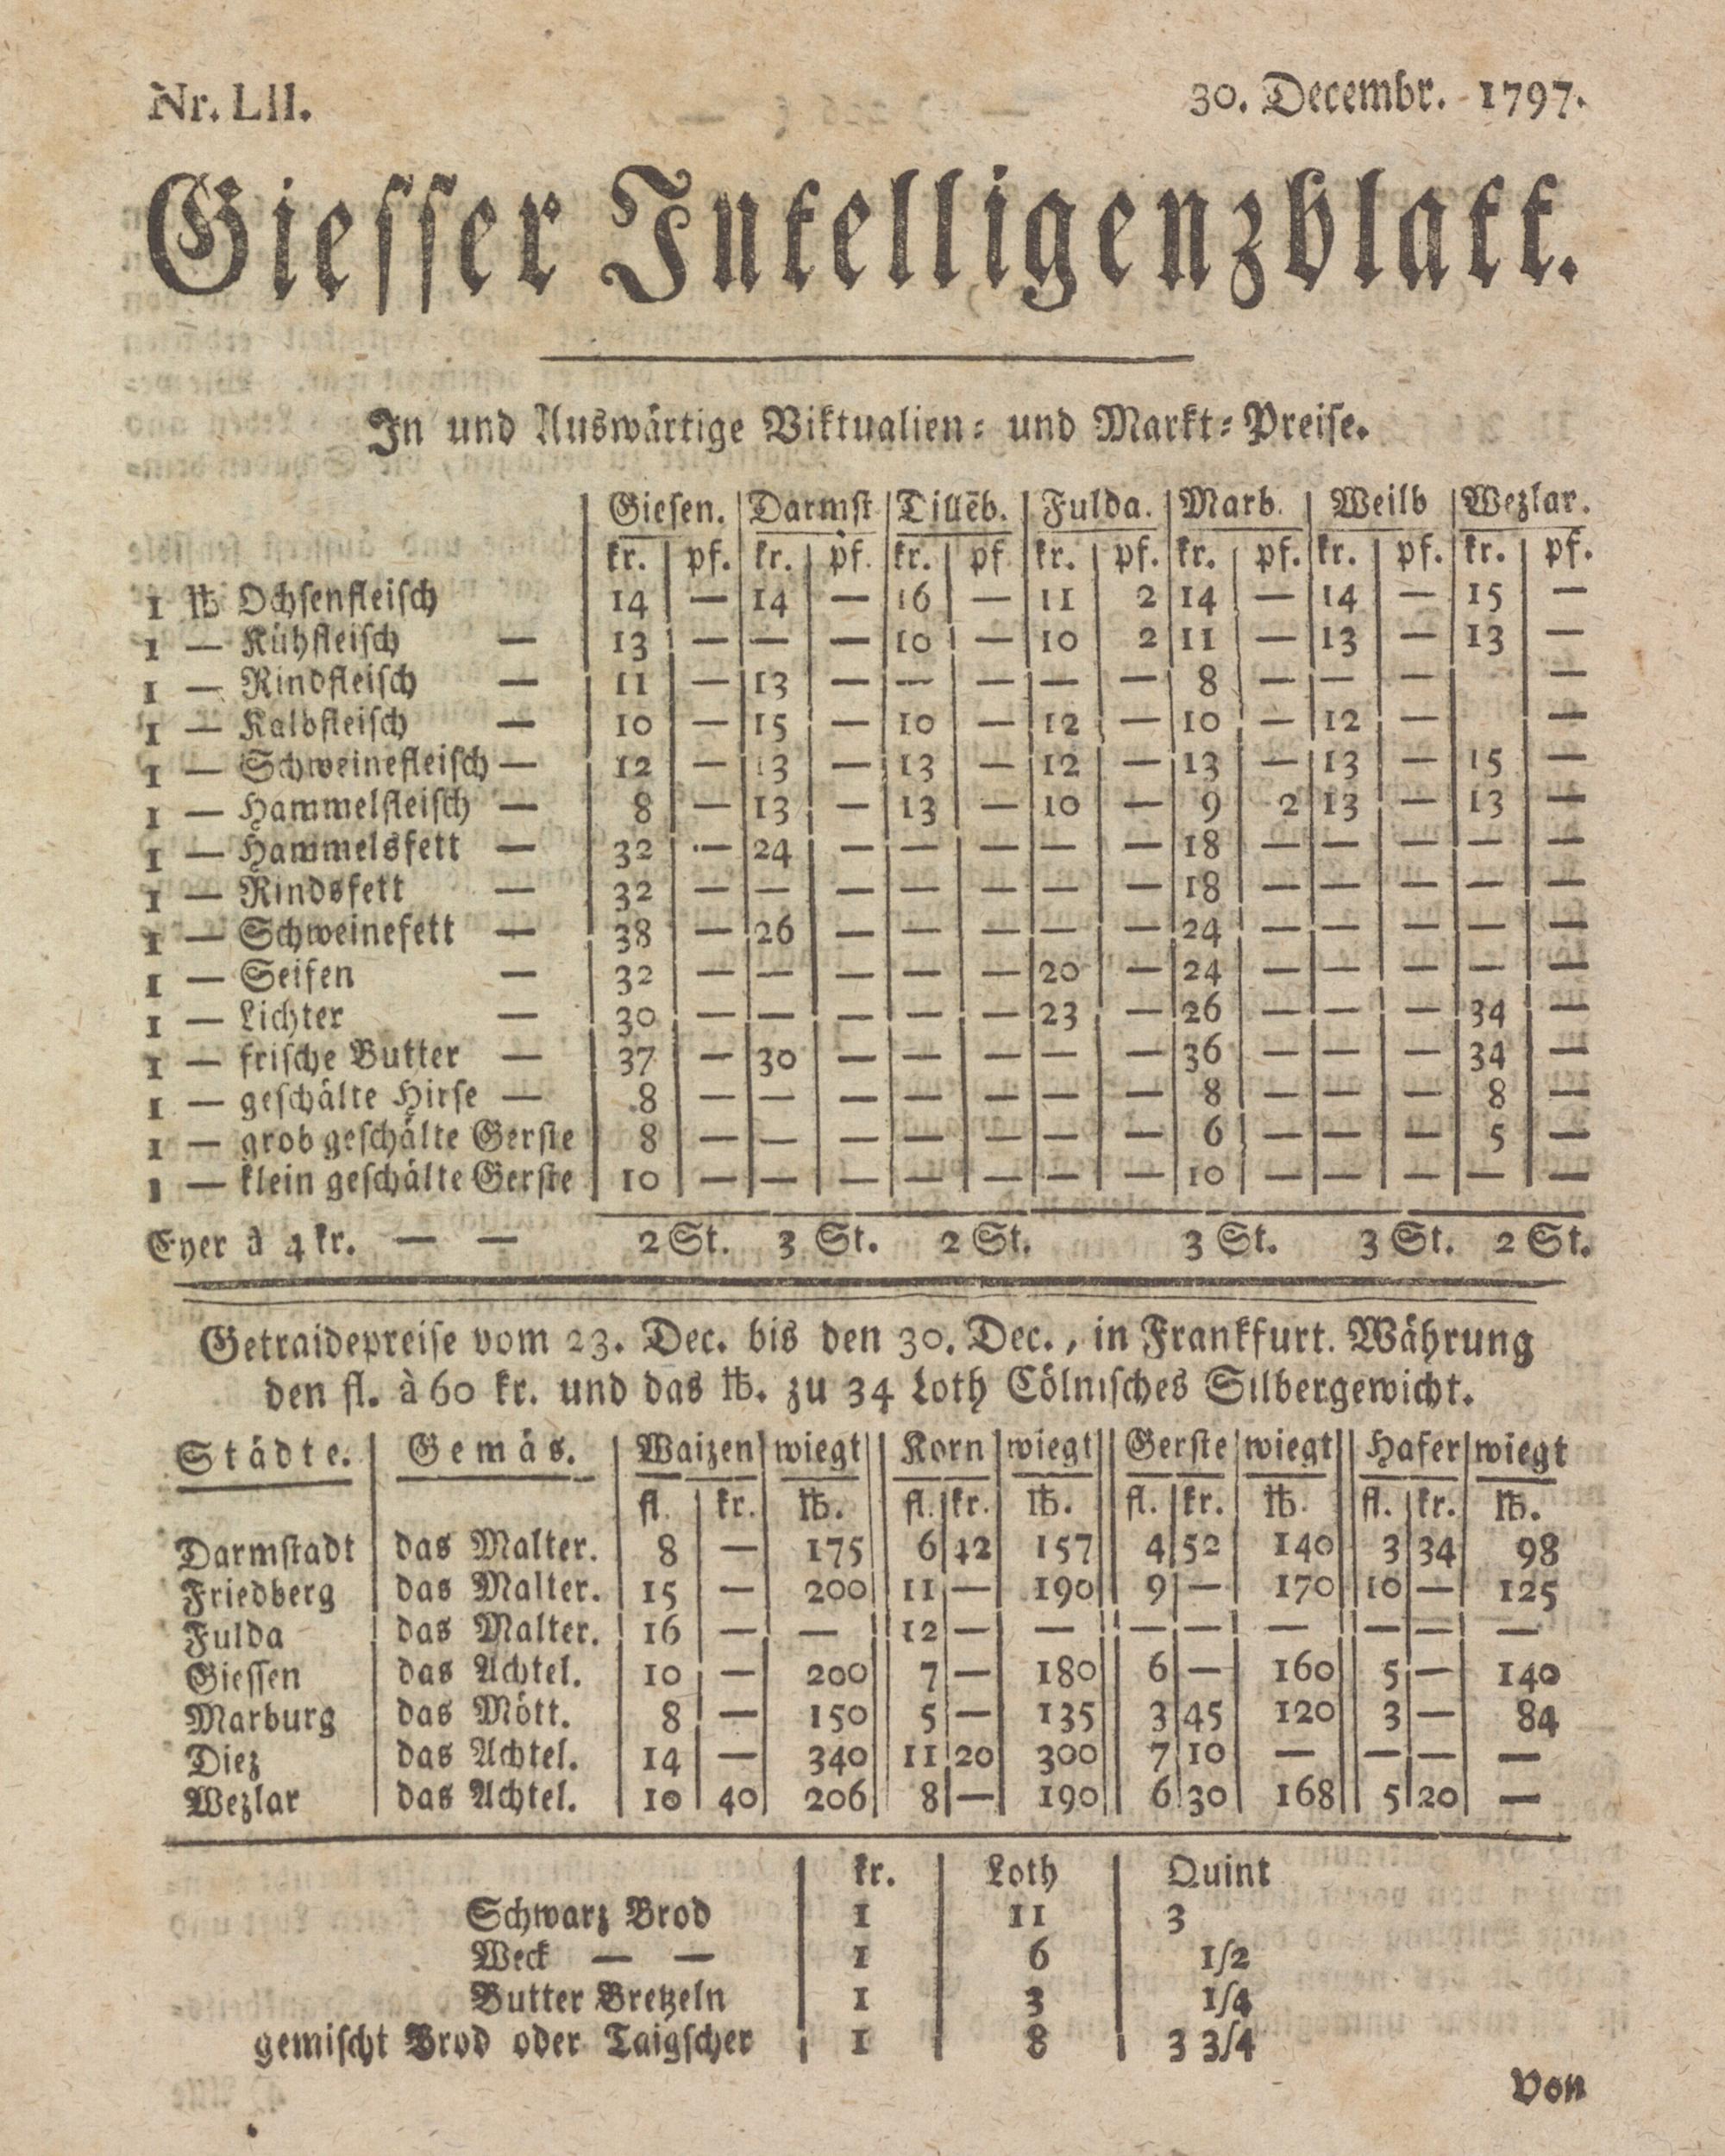 Nr. LII. 30. Decembr. 1797.
Giesser Intelligenzblatt.
In und Auswärtige Viktualien- und Markt-Preise.
Giesen. Darmst Dillēb. Fulda. Marb. Weilb Wezlar.
kr. pf. kr. pf. kr. pf kr. pf. kr. pf. kr. pf. kr. pf.
1 ℔ Ochsenfleisch 14 — 14 — 16 — 11 2 14 — 14 — 15 —
1 — Kühfleisch — 13 — — — 10 — 10 2 11 — 13 — 13 —
1 — Rindfleisch — 11 — 13 — — — — — 8 — — — —
1 — Kalbfleisch — 10 — 15 — 10 — 12 — 10 — 12 — —
1 — Schweinefleisch — 12 — 13 — 13 — 12 — 13 — 13 — 15 —
1 — Hammelfleisch — 8 — 13 — 13 — 10 — 9 2 13 — 13 —
1 — Hammelsfett — 32 — 24 — — — — — 18 — — — — —
1 — Rindsfett — 32 — — — — — — — 18 — — — — —
1 — Schweinefett — 38 — 26 — — — — — 24 — — — — —
1 — Seifen — 32 — — — — — 20 — 24 — — — — —
1 — Lichter — 30 — — — — — 23 — 26 — — — 34 —
1 — frische Butter — 37 — 30 — — — — — 36 — — — 34 —
1 — geschälte Hirse — 8 — — — — — — — 8 — — — 8 —
1 — grob geschälte Gerste 8 — — — — — — — 6 — — — 5 —
1 — klein geschälte Gerste 10 — — — — — — — 10 — — — — —
Eyer à 4 kr. — — 2 St. 3 St. 2 St. 3 St. 3 St. 2 St.
Getraidepreise vom 23. Dec. bis den 30. Dec., in Frankfurt. Währung
den fl. à 60 kr. und das ℔. zu 34 Loth Cölnisches Silbergewicht.
Städte. Gemäs. Waizen wiegt Korn wiegt Gerste wiegt Hafer wiegt
fl. kr. ℔. fl. kr. ℔. fl. kr. ℔. fl. kr. ℔.
Darmstadt das Malter. 8 — 175 6 42 157 4 52 140 3 34 98
Friedberg das Malter. 15 — 200 11 — 190 9 — 170 10 — 125
Fulda das Malter. 16 — — 12 — — — — — — — —
Giessen das Achtel. 10 — 200 7 — 180 6 — 160 5 — 140
Marburg das Mött. 8 — 150 5 — 135 3 45 120 3 — 84
Diez das Achtel. 14 — 340 11 20 300 7 10 — — — —
Wezlar das Achtel. 10 40 206 8 — 190 6 30 168 5 20 —
kr. Loth Quint
Schwarz Brod 1 11 3
Weck — — 1 6 1/2
Butter Bretzeln 1 3 1/4
gemischt Brod oder Taigscher 1 8 3 3/4
Von